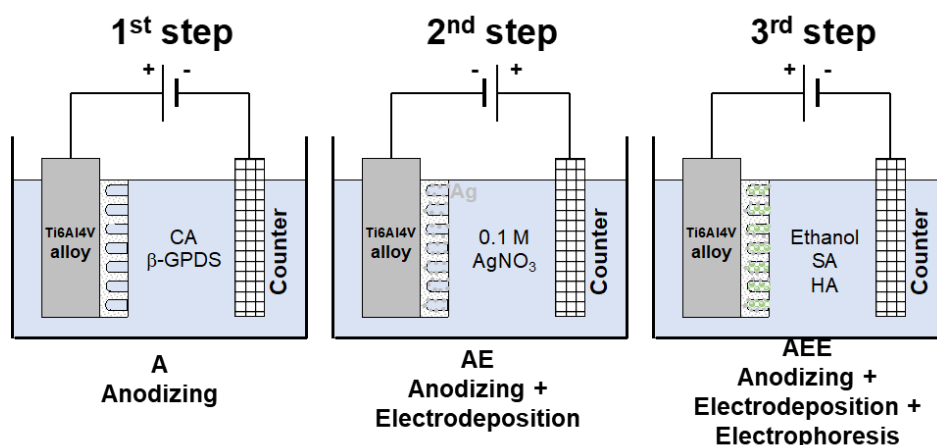 1st step
+ -
Ti6Al4V
alloy
CA
β-GPDS
Counter
A
Anodizing
2nd step
- +
Ag
Ti6Al4V
alloy
0.1 M
AgNO3
Counter
AE
Anodizing +
Electrodeposition
3rd step
+ -
Ti6Al4V
alloy
Ethanol
SA
HA
Counter
AEE
Anodizing +
Electrodeposition +
Electrophoresis